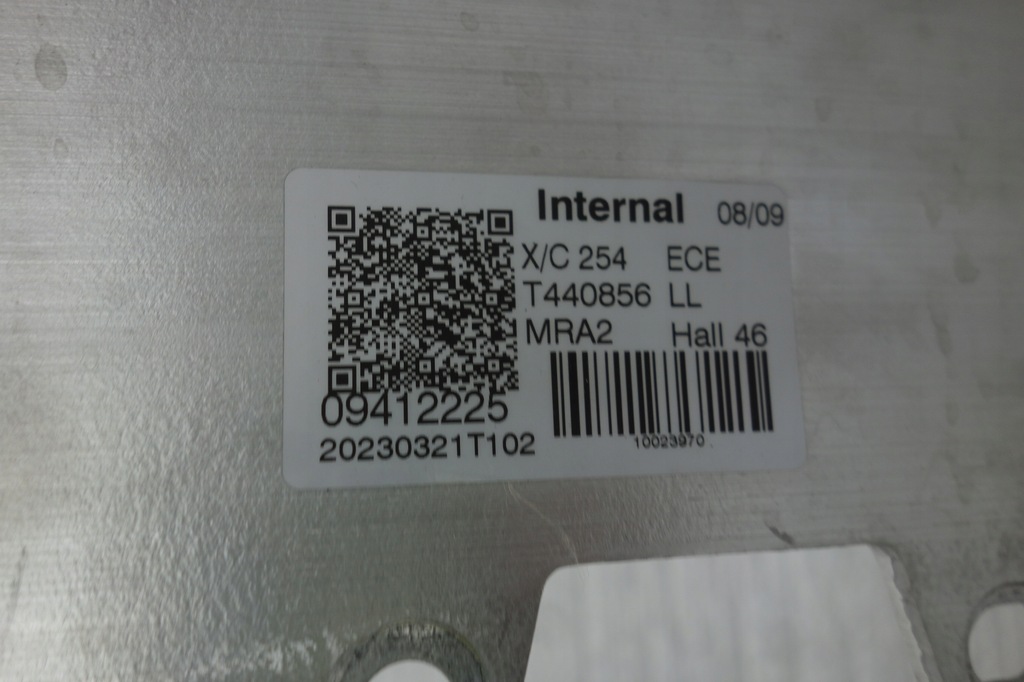 Internal 08/09
X/C 254 ECE
T440856 LL
MRA2 Hall 46
09412225
20230321T102
10023970